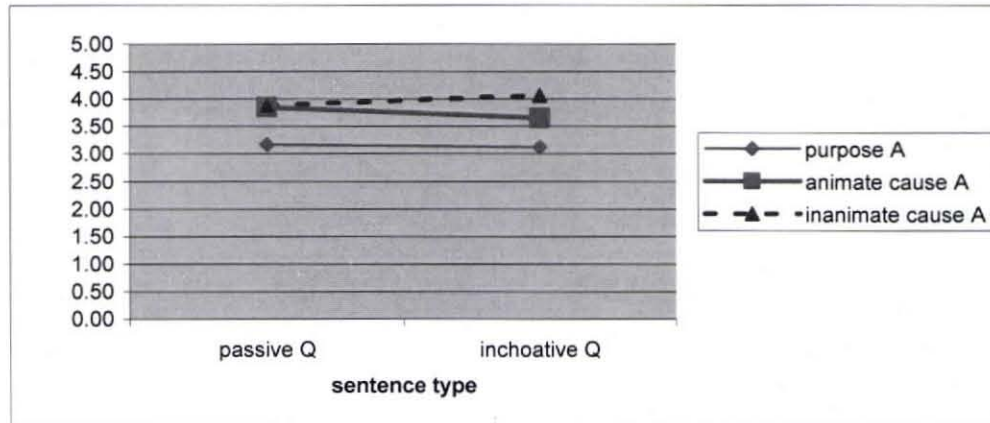 5.00
4.50
4.00
3.50
3.00
2.50
2.00
1.50
1.00
0.50
0.00
passive Q
inchoative Q
sentence type
purpose A
animate cause A
inanimate cause A